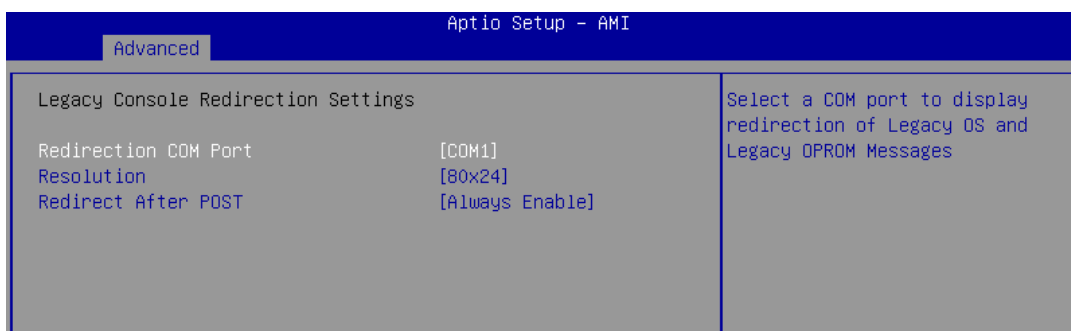 Aptio Setup – AMI
Advanced
Legacy Console Redirection Settings
Redirection COM Port [COM1]
Resolution [80x24]
Redirect After POST [Always Enable]
Select a COM port to display
redirection of Legacy OS and
Legacy OPROM Messages